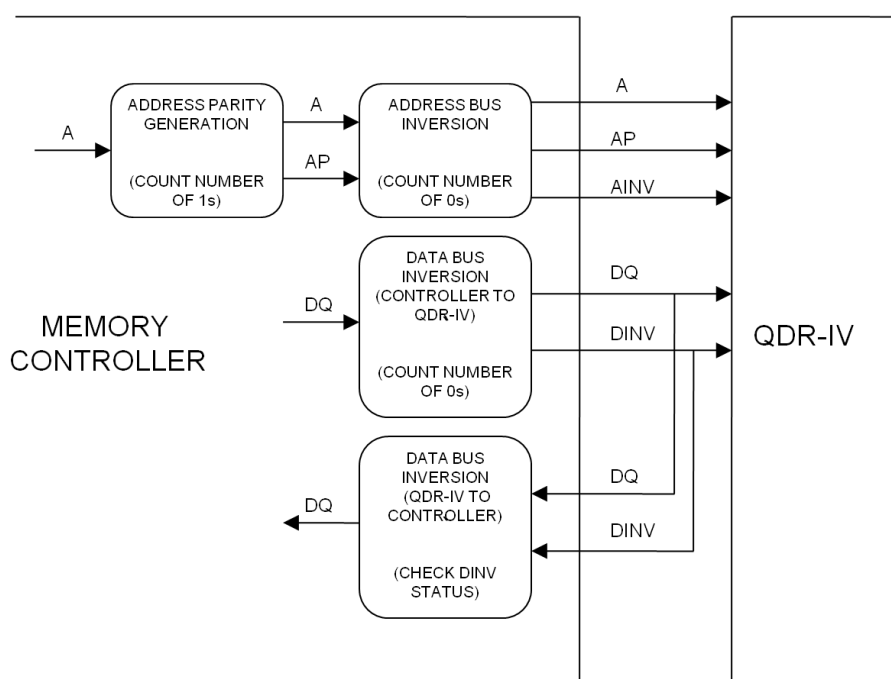 A
ADDRESS PARITY
GENERATION
(COUNT NUMBER
OF 1s)
A
AP
ADDRESS BUS
INVERSION
(COUNT NUMBER
OF 0s)
A
AP
AINV
MEMORY
CONTROLLER
DQ
DATA BUS
INVERSION
(CONTROLLER TO
QDR-IV)
(COUNT NUMBER
OF 0s)
DQ
DINV
QDR-IV
DQ
DATA BUS
INVERSION
(QDR-IV TO
CONTROLLER)
(CHECK DINV
STATUS)
DQ
DINV